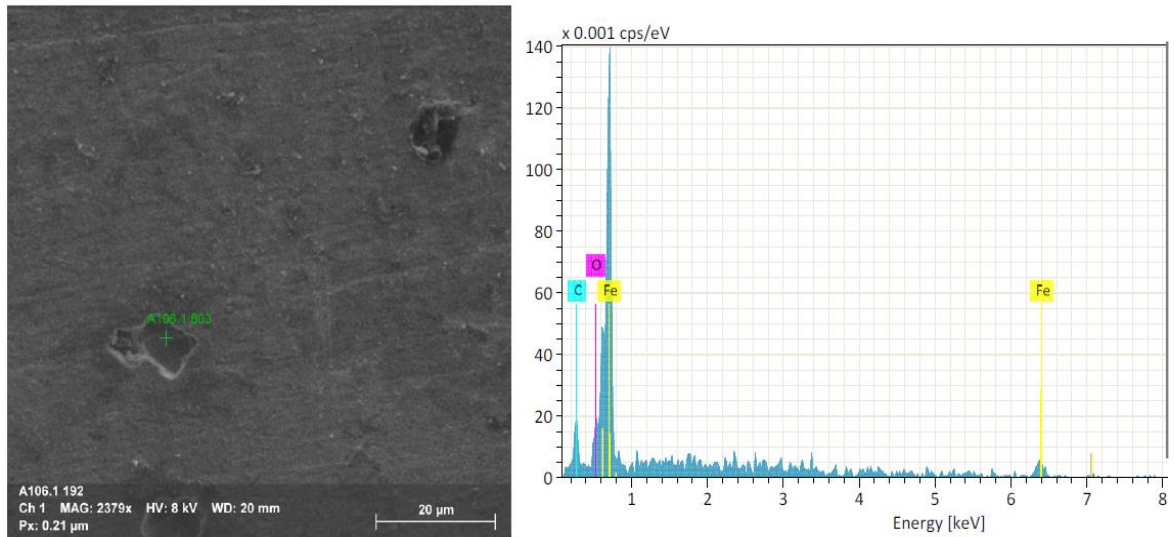 A106.1 803
A106.1 192
Ch 1 MAG: 2379x HV: 8 kV WD: 20 mm
Px: 0.21 μm
20 μm
x 0.001 cps/eV
140
120
100
80
60
40
20
0
O
C Fe Fe
1 2 3 4 5 6 7 8
Energy [keV]